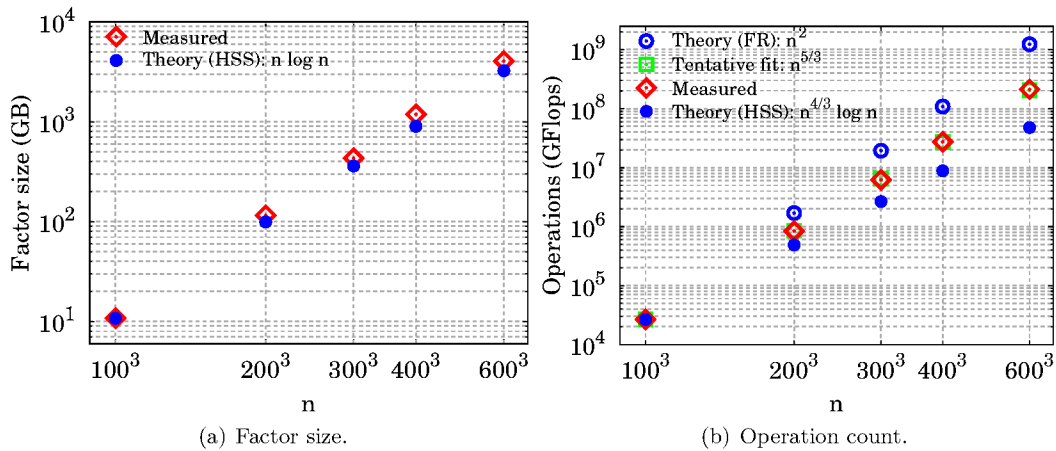 10^4
10^3
10^2
10^1
Factor size (GB)
Measured
Theory (HSS): n log n
100^3
200^3
300^3
400^3
600^3
n
(a) Factor size.
10^9
10^8
10^7
10^6
10^5
10^4
Operations (GFlops)
Theory (FR): n^2
Tentative fit: n^5/3
Measured
Theory (HSS): n^4/3 log n
100^3
200^3
300^3
400^3
600^3
n
(b) Operation count.